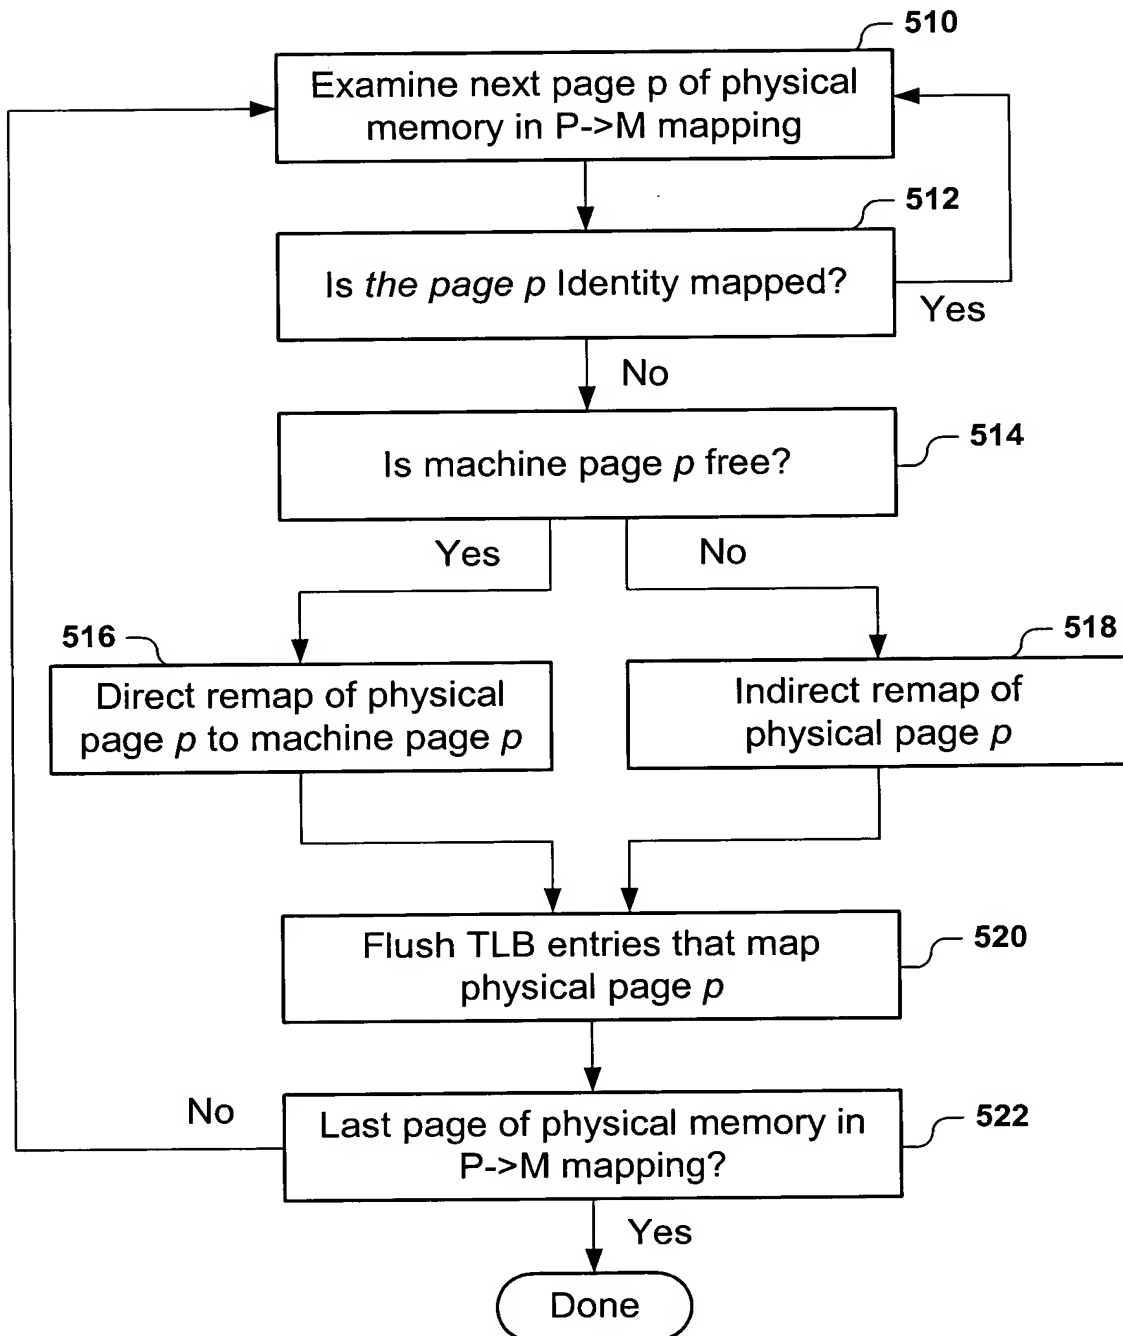 510
Examine next page p of physical
memory in P->M mapping
512
Is the page p Identity mapped?
Yes
No
514
Is machine page p free?
Yes
No
516
518
Direct remap of physical
page p to machine page p
Indirect remap of
physical page p
Flush TLB entries that map
physical page p
520
No
Last page of physical memory in
P->M mapping?
522
Yes
Done